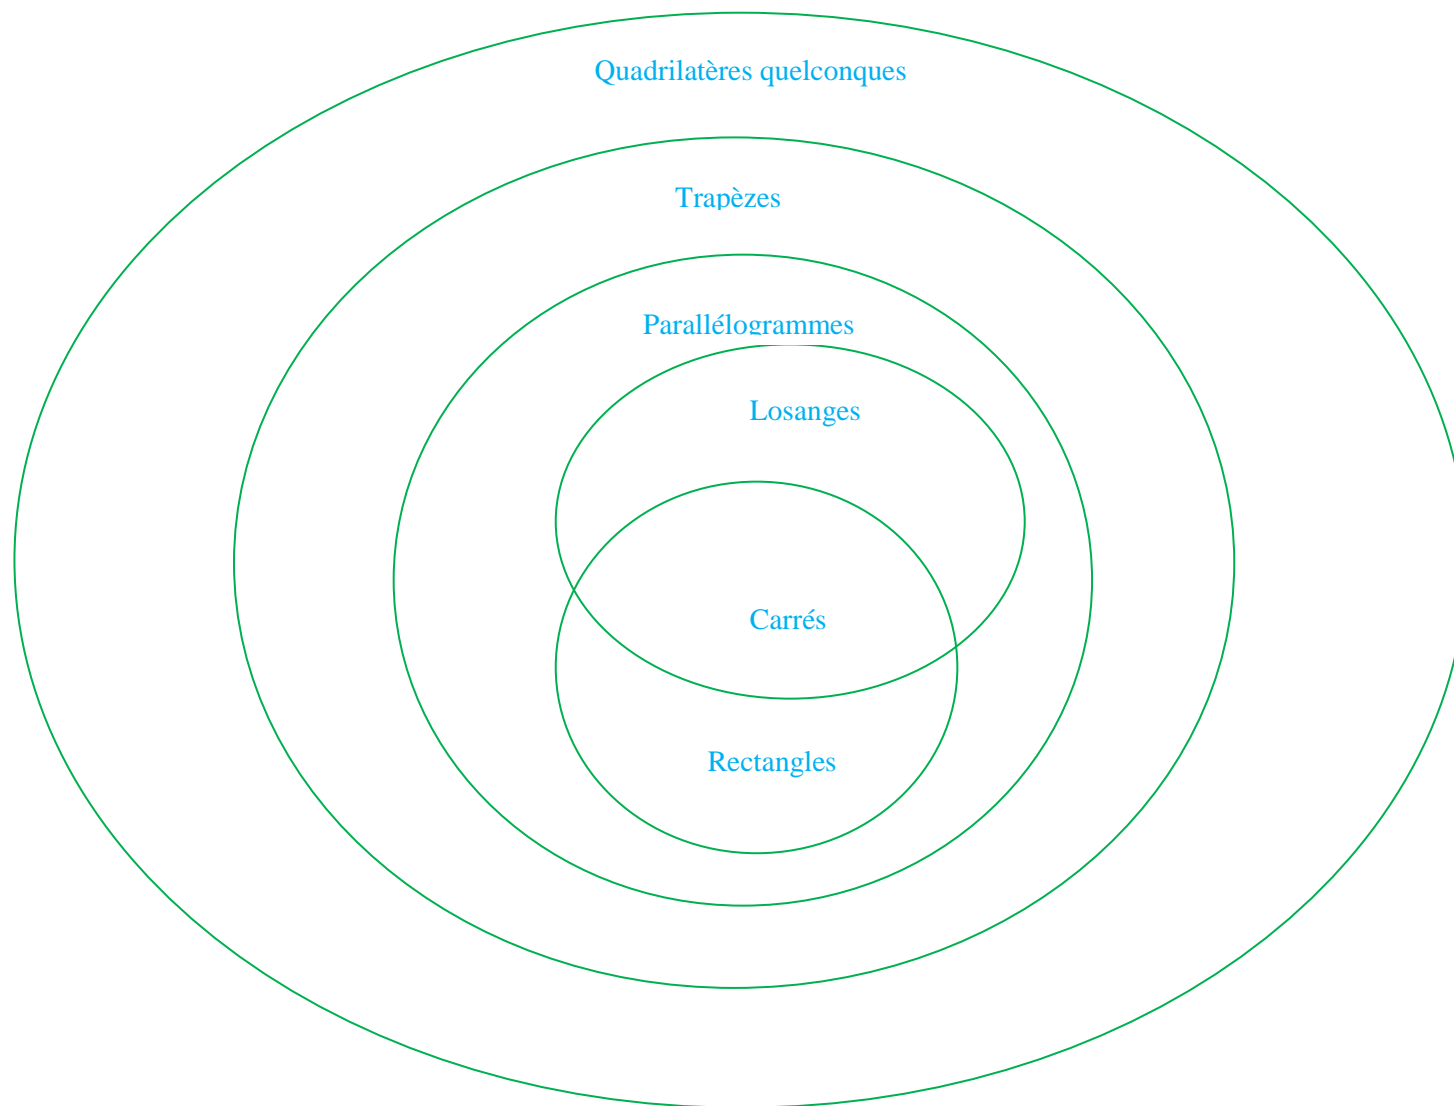 Quadrilatères quelconques
Trapèzes
Parallélogrammes
Losanges
Carrés
Rectangles